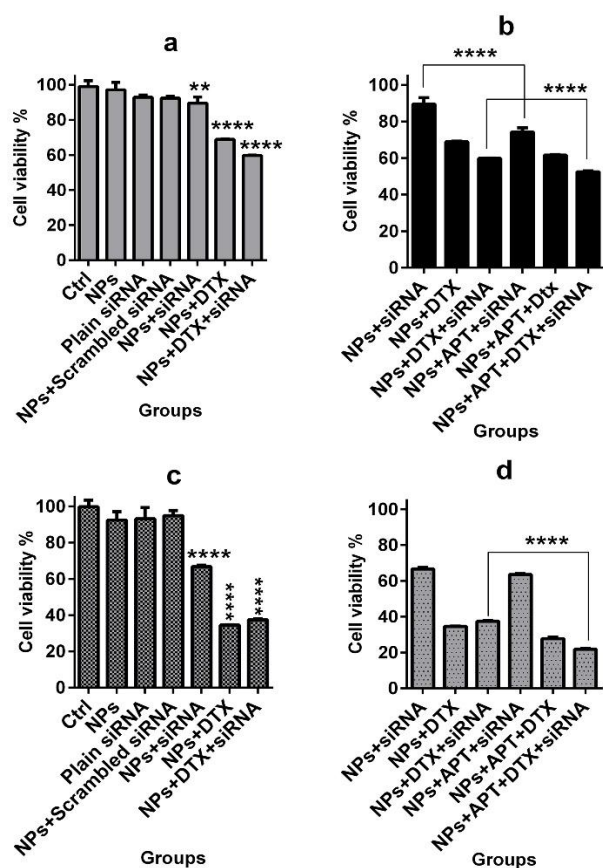 a
Cell viability %
100
80
60
40
20
0
**
****
****
Ctrl
NPs
Plain siRNA
NPs+Scrambled siRNA
NPs+siRNA
NPs+DTX
NPs+DTX+siRNA
Groups
b
Cell viability %
100
80
60
40
20
0
****
****
NPs+siRNA
NPs+DTX
NPs+DTX+siRNA
NPs+APT+siRNA
NPs+APT+Dtx
NPs+APT+DTX+siRNA
Groups
c
Cell viability %
100
80
60
40
20
0
****
****
****
Ctrl
NPs
Plain siRNA
NPs+Scrambled siRNA
NPs+siRNA
NPs+DTX
NPs+DTX+siRNA
Groups
d
Cell viability %
100
80
60
40
20
0
****
NPs+siRNA
NPs+DTX
NPs+DTX+siRNA
NPs+APT+siRNA
NPs+APT+DTX
NPs+APT+DTX+siRNA
Groups